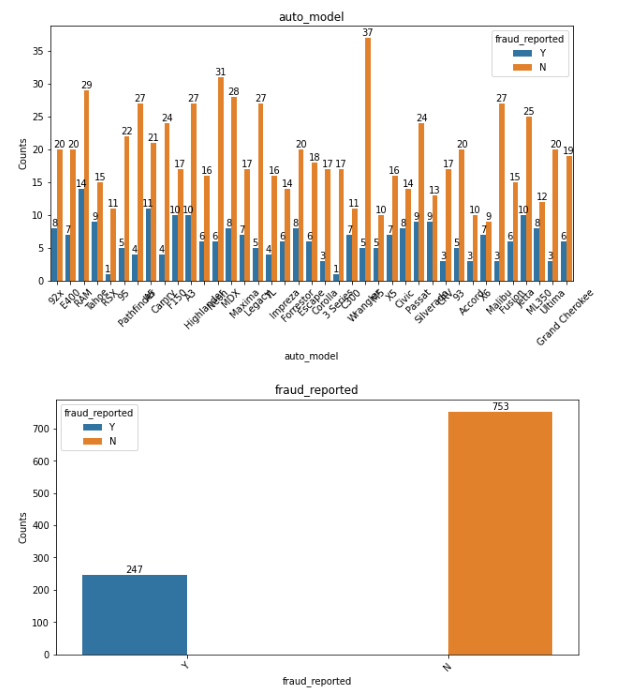 auto_model
fraud_reported
Y
N
Counts
35
30
25
20
15
10
5
0
8 20 7 20 14 29 9 15 1 11 5 22 4 27 11 21 4 24 10 17 10 27 6 16 6 31 8 28 7 17 5 27 4 16 6 14 8 20 6 18 3 17 1 17 7 11 5 37 5 10 7 16 8 14 9 24 9 13 3 17 5 20 3 10 7 9 3 27 6 15 10 25 8 12 3 20 6 19
92x E400 RAM Tahoe RSX 95 Pathfinder A5 Camry F150 A3 Highlander Neon MDX Maxima Legacy TL Impreza Forrestor Escape Corolla 3 Series C300 Wrangler M5 X5 Civic Passat Silverado CRV 93 Accord X6 Malibu Fusion Jetta ML350 Ultima Grand Cherokee
auto_model
fraud_reported
fraud_reported
Y
N
Counts
700
600
500
400
300
200
100
0
247 753
Y N
fraud_reported